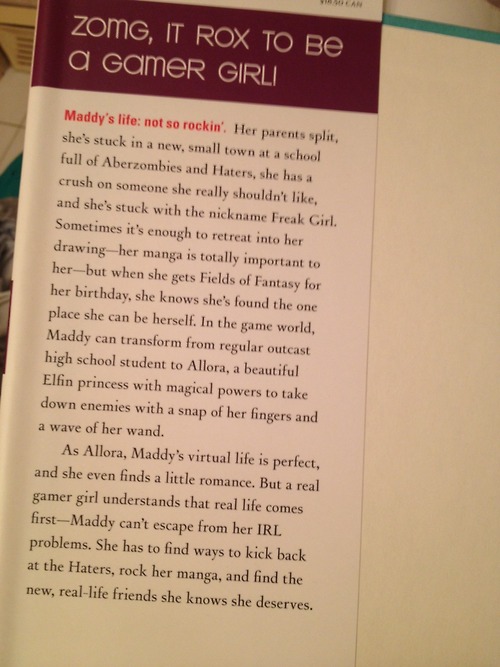 ZOMG, IT ROX TO BE
A GAMER GIRL!
Maddy's life: not so rockin'. Her parents split,
she's stuck in a new, small town at a school
full of Aberzombies and Haters, she has a
crush on someone she really shouldn't like,
and she's stuck with the nickname Freak Girl.
Sometimes it's enough to retreat into her
drawing—her manga is totally important to
her—but when she gets Fields of Fantasy for
her birthday, she knows she's found the one
place she can be herself. In the game world,
Maddy can transform from regular outcast
high school student to Allora, a beautiful
Elfin princess with magical powers to take
down enemies with a snap of her fingers and
a wave of her wand.
As Allora, Maddy's virtual life is perfect,
and she even finds a little romance. But a real
gamer girl understands that real life comes
first—Maddy can't escape from her IRL
problems. She has to find ways to kick back
at the Haters, rock her manga, and find the
new, real-life friends she knows she deserves.